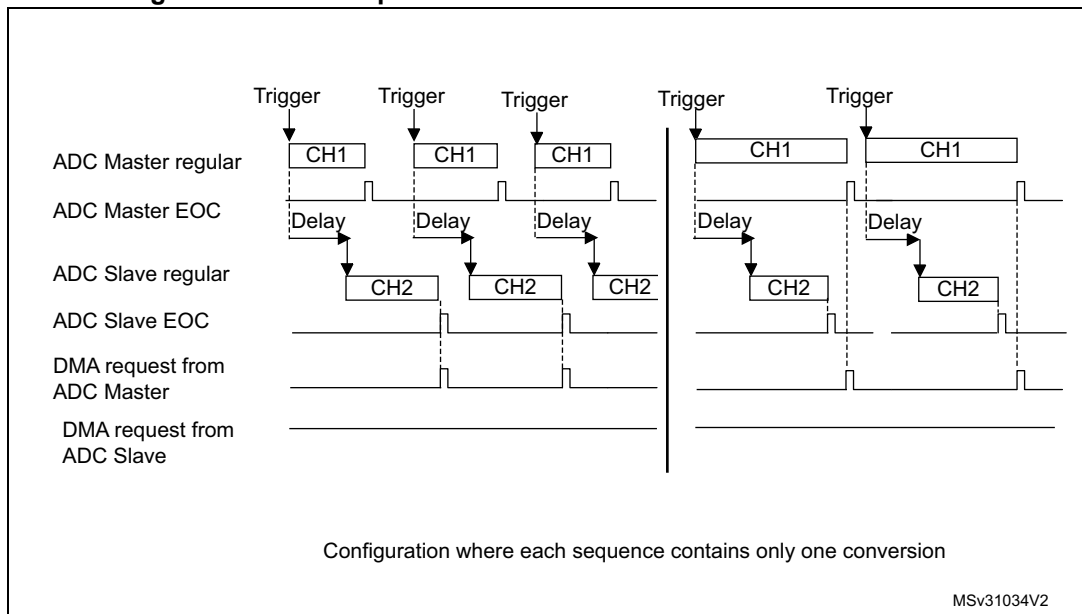 Trigger Trigger Trigger Trigger Trigger
ADC Master regular CH1 CH1 CH1 CH1 CH1
ADC Master EOC
Delay Delay Delay Delay Delay
ADC Slave regular CH2 CH2 CH2 CH2 CH2
ADC Slave EOC
DMA request from
ADC Master
DMA request from
ADC Slave
Configuration where each sequence contains only one conversion
MSv31034V2